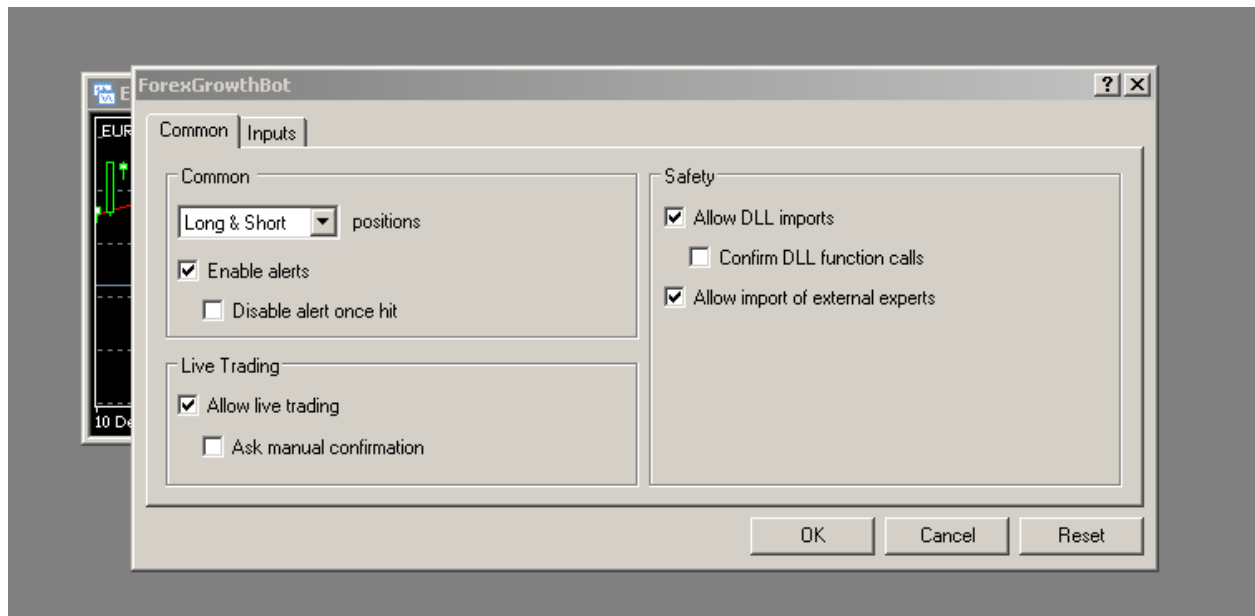 ForexGrowthBot
E
_EUR
10 De
Common
Inputs
Common
Long & Short
positions
Enable alerts
Disable alert once hit
Live Trading
Allow live trading
Ask manual confirmation
Safety
Allow DLL imports
Confirm DLL function calls
Allow import of external experts
OK
Cancel
Reset